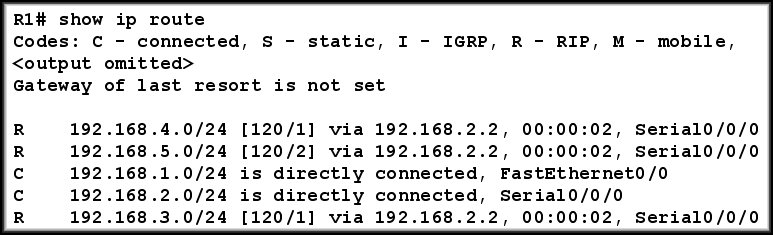 R1# show ip route
Codes: C - connected, S - static, I - IGRP, R - RIP, M - mobile,
<output omitted>
Gateway of last resort is not set
R 192.168.4.0/24 [120/1] via 192.168.2.2, 00:00:02, Serial0/0/0
R 192.168.5.0/24 [120/2] via 192.168.2.2, 00:00:02, Serial0/0/0
C 192.168.1.0/24 is directly connected, FastEthernet0/0
C 192.168.2.0/24 is directly connected, Serial0/0/0
R 192.168.3.0/24 [120/1] via 192.168.2.2, 00:00:02, Serial0/0/0